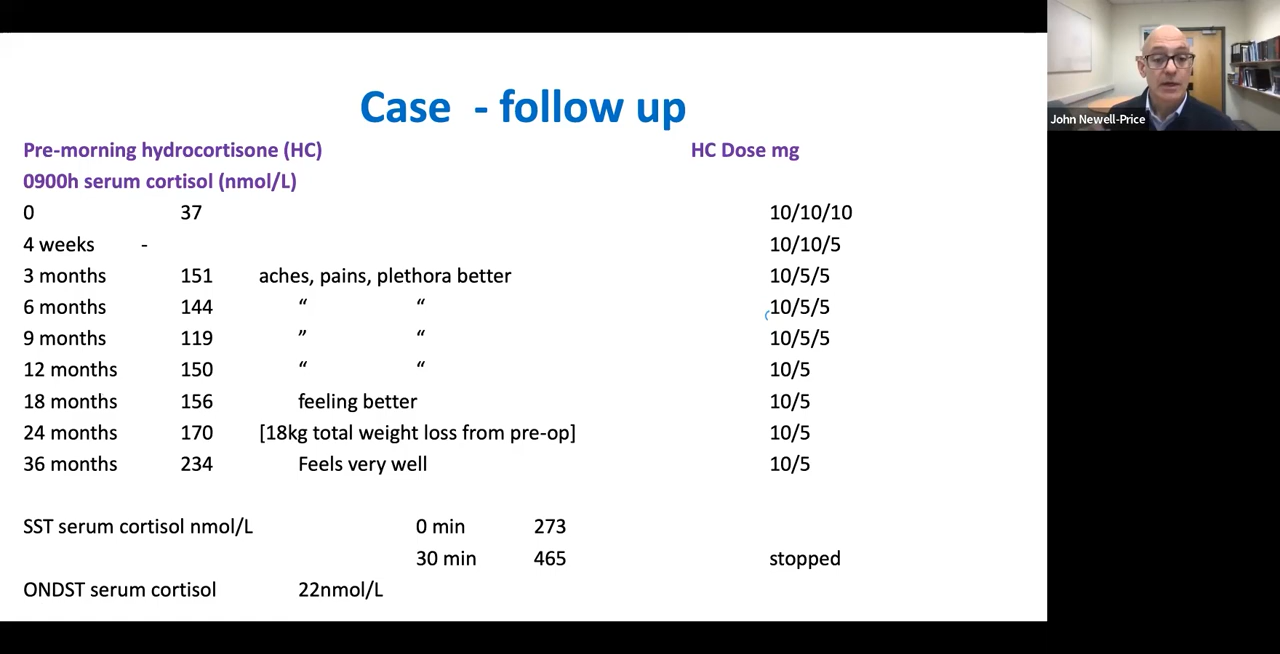 Case - follow up
Pre-morning hydrocortisone (HC) HC Dose mg
0900h serum cortisol (nmol/L)
0 37 10/10/10
4 weeks - 10/10/5
3 months 151 aches, pains, plethora better 10/5/5
6 months 144 “ “ 10/5/5
9 months 119 ” “ 10/5/5
12 months 150 “ “ 10/5
18 months 156 feeling better 10/5
24 months 170 [18kg total weight loss from pre-op] 10/5
36 months 234 Feels very well 10/5
SST serum cortisol nmol/L 0 min 273
30 min 465 stopped
ONDST serum cortisol 22nmol/L
John Newell-Price